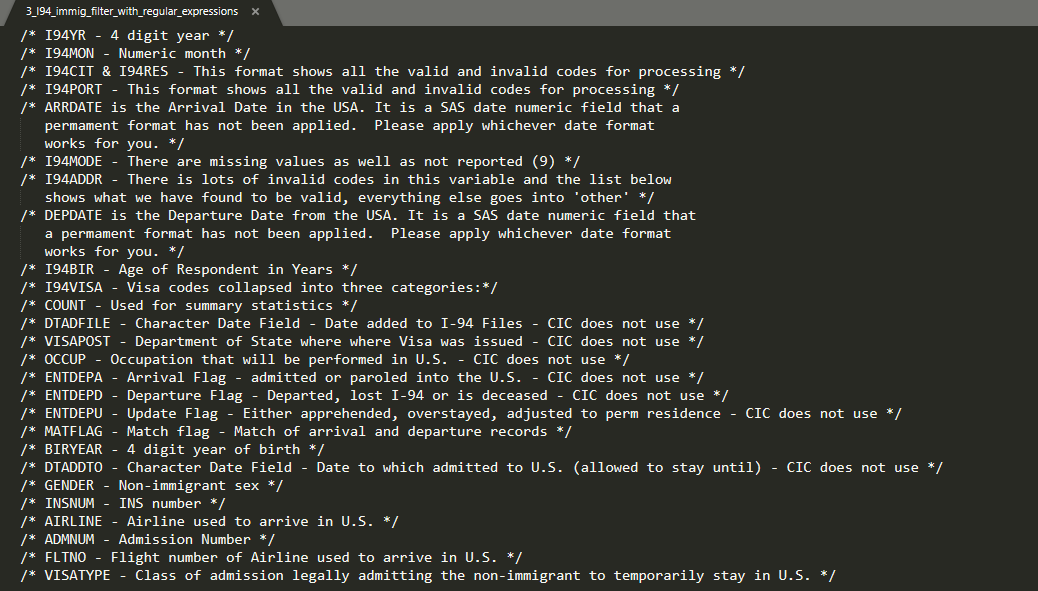 3_I94_immig_filter_with_regular_expressions ×
/* I94YR - 4 digit year */
/* I94MON - Numeric month */
/* I94CIT & I94RES - This format shows all the valid and invalid codes for processing */
/* I94PORT - This format shows all the valid and invalid codes for processing */
/* ARRDATE is the Arrival Date in the USA. It is a SAS date numeric field that a
   permament format has not been applied.  Please apply whichever date format
   works for you. */
/* I94MODE - There are missing values as well as not reported (9) */
/* I94ADDR - There is lots of invalid codes in this variable and the list below
   shows what we have found to be valid, everything else goes into 'other' */
/* DEPDATE is the Departure Date from the USA. It is a SAS date numeric field that
   a permament format has not been applied.  Please apply whichever date format
   works for you. */
/* I94BIR - Age of Respondent in Years */
/* I94VISA - Visa codes collapsed into three categories:*/
/* COUNT - Used for summary statistics */
/* DTADFILE - Character Date Field - Date added to I-94 Files - CIC does not use */
/* VISAPOST - Department of State where where Visa was issued - CIC does not use */
/* OCCUP - Occupation that will be performed in U.S. - CIC does not use */
/* ENTDEPA - Arrival Flag - admitted or paroled into the U.S. - CIC does not use */
/* ENTDEPD - Departure Flag - Departed, lost I-94 or is deceased - CIC does not use */
/* ENTDEPU - Update Flag - Either apprehended, overstayed, adjusted to perm residence - CIC does not use */
/* MATFLAG - Match flag - Match of arrival and departure records */
/* BIRYEAR - 4 digit year of birth */
/* DTADDTO - Character Date Field - Date to which admitted to U.S. (allowed to stay until) - CIC does not use */
/* GENDER - Non-immigrant sex */
/* INSNUM - INS number */
/* AIRLINE - Airline used to arrive in U.S. */
/* ADMNUM - Admission Number */
/* FLTNO - Flight number of Airline used to arrive in U.S. */
/* VISATYPE - Class of admission legally admitting the non-immigrant to temporarily stay in U.S. */